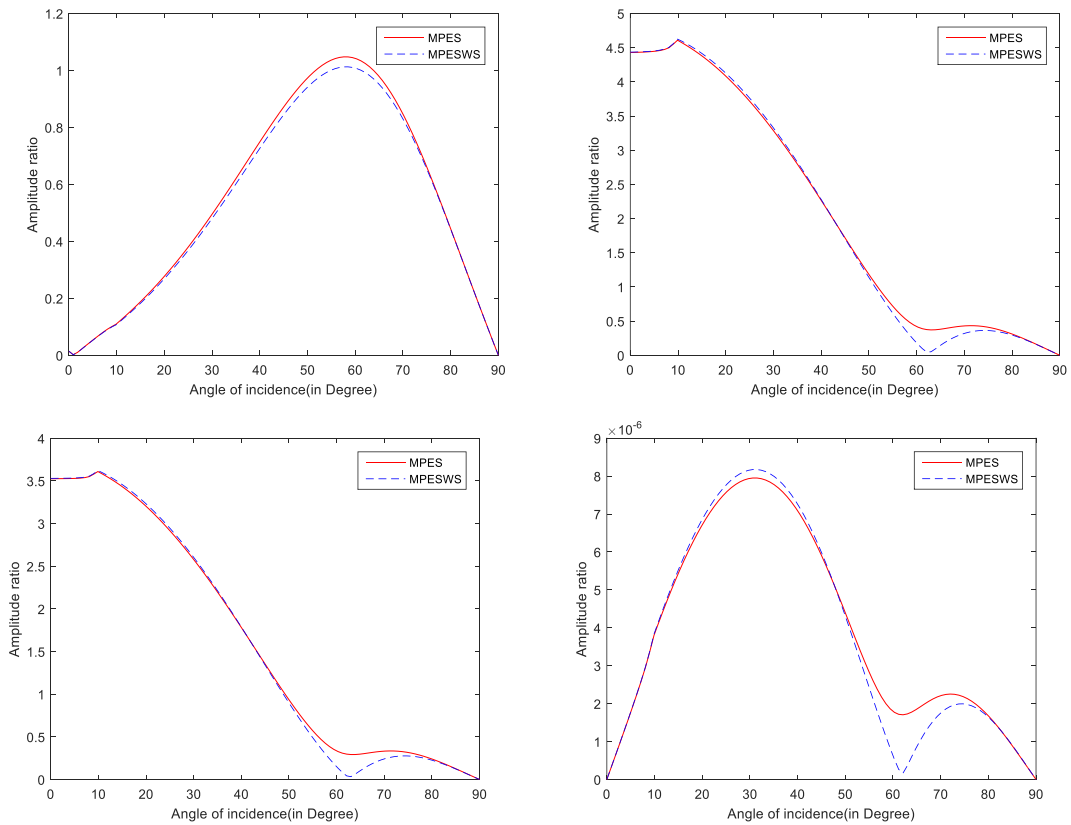 1.2
1
0.8
0.6
0.4
0.2
0
0 10 20 30 40 50 60 70 80 90
Amplitude ratio
Angle of incidence(in Degree)
MPES
MPESWS
5
4.5
4
3.5
3
2.5
2
1.5
1
0.5
0
0 10 20 30 40 50 60 70 80 90
Amplitude ratio
Angle of incidence(in Degree)
MPES
MPESWS
4
3.5
3
2.5
2
1.5
1
0.5
0
0 10 20 30 40 50 60 70 80 90
Amplitude ratio
Angle of incidence(in Degree)
MPES
MPESWS
×10⁻⁶
9
8
7
6
5
4
3
2
1
0
0 10 20 30 40 50 60 70 80 90
Amplitude ratio
Angle of incidence(in Degree)
MPES
MPESWS